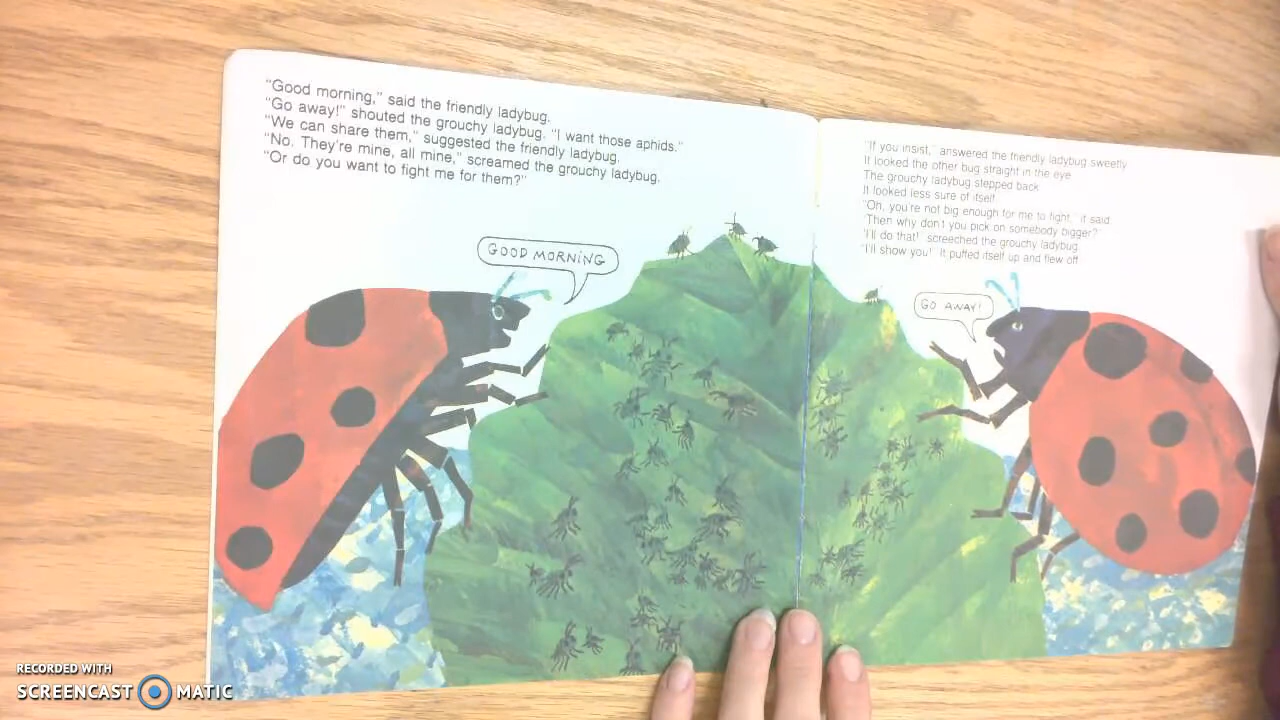 "Good morning," said the friendly ladybug.
"Go away!" shouted the grouchy ladybug. "I want those aphids."
"We can share them," suggested the friendly ladybug.
"No. They're mine, all mine," screamed the grouchy ladybug.
"Or do you want to fight me for them?"
"If you insist," answered the friendly ladybug sweetly.
It looked the other bug straight in the eye.
The grouchy ladybug stepped back.
It looked less sure of itself.
"Oh, you're not big enough for me to fight," it said.
"Then why don't you pick on somebody bigger?"
"I'll do that!" screeched the grouchy ladybug.
"I'll show you!" It puffed itself up and flew off.
GOOD MORNING
GO AWAY!
RECORDED WITH
SCREENCAST MATIC